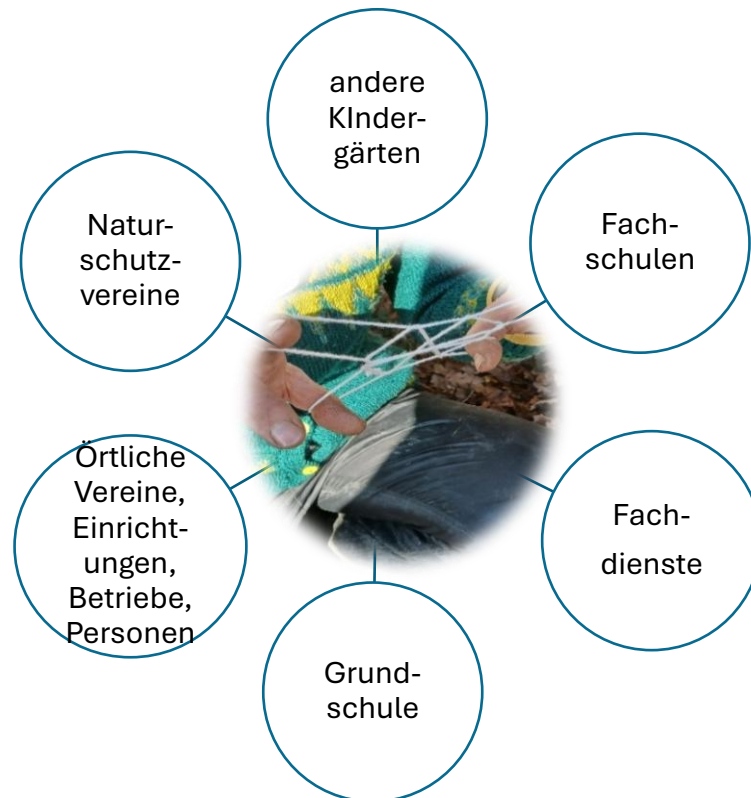 andere
KInder-
gärten
Fach-
schulen
Fach-
dienste
Grund-
schule
Örtliche
Vereine,
Einricht-
ungen,
Betriebe,
Personen
Natur-
schutz-
vereine